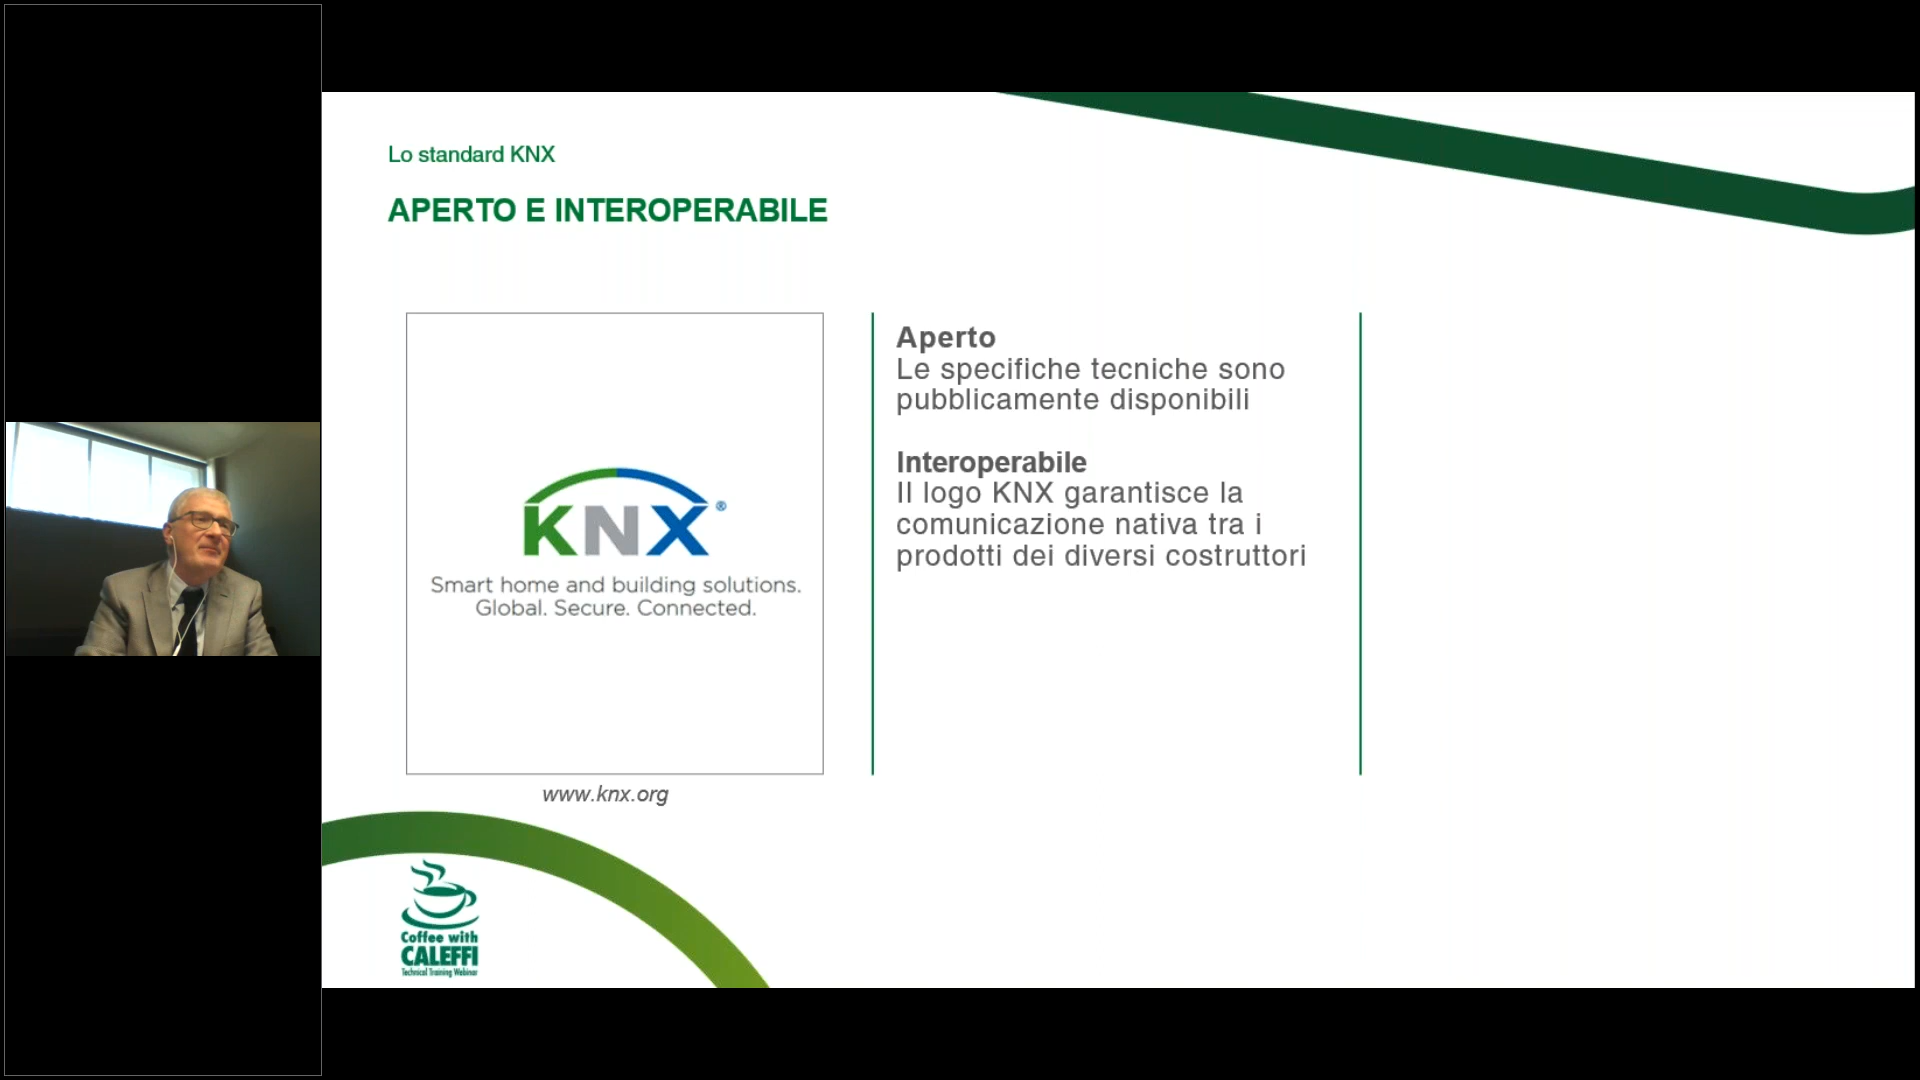 Lo standard KNX
APERTO E INTEROPERABILE
KNX®
Smart home and building solutions.
Global. Secure. Connected.
www.knx.org
Aperto
Le specifiche tecniche sono
pubblicamente disponibili
Interoperabile
Il logo KNX garantisce la
comunicazione nativa tra i
prodotti dei diversi costruttori
Coffee with
CALEFFI
Technical Training Webinar